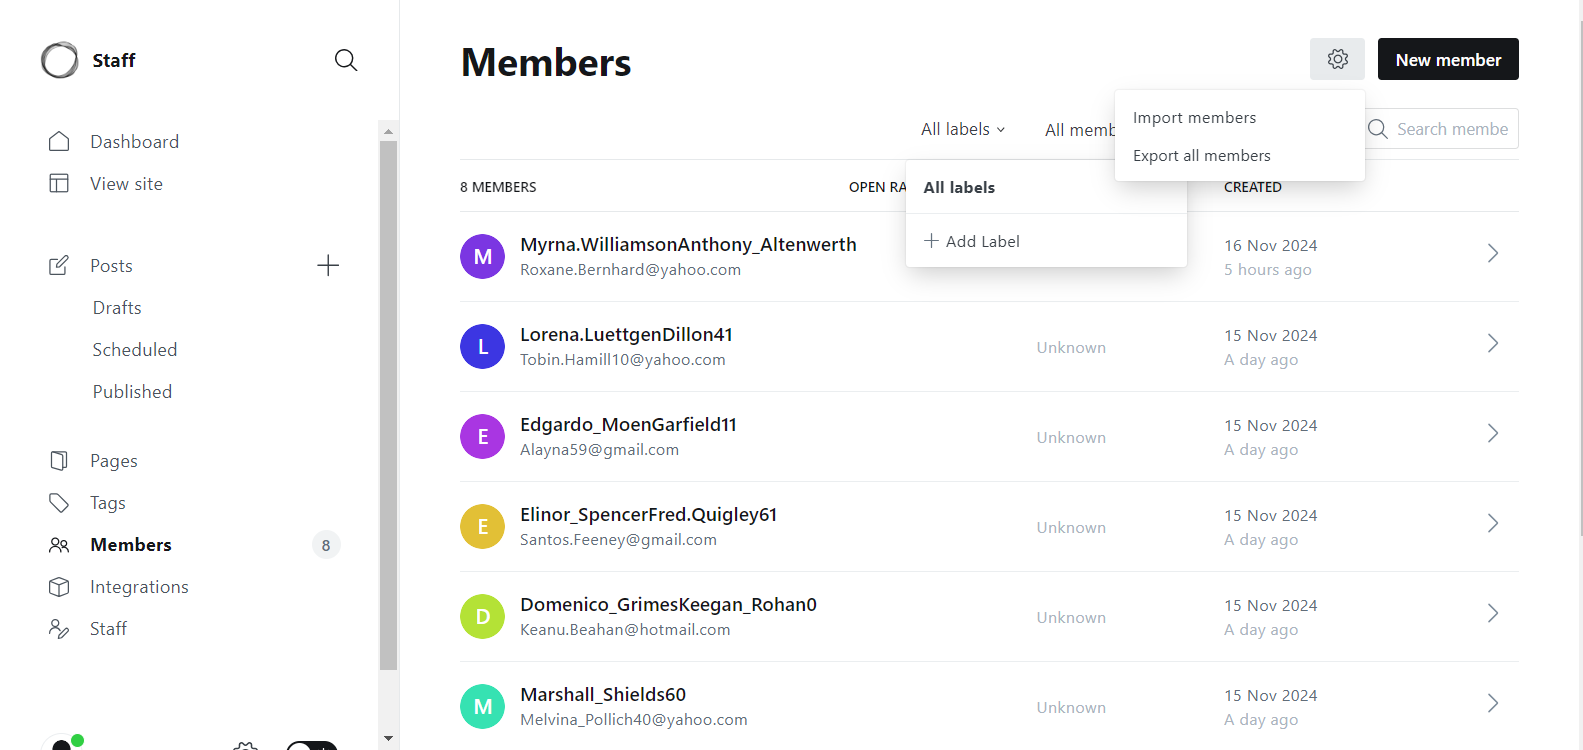 Staff
Dashboard
View site
Posts
Drafts
Scheduled
Published
Pages
Tags
Members
8
Integrations
Staff
Members
New member
Import members
Export all members
All labels
All memb
Search membe
All labels
Add Label
8 MEMBERS
OPEN RA
CREATED
Myrna.WilliamsonAnthony_Altenwerth
Roxane.Bernhard@yahoo.com
16 Nov 2024
5 hours ago
M
Lorena.LuettgenDillon41
Tobin.Hamill10@yahoo.com
Unknown
15 Nov 2024
A day ago
L
Edgardo_MoenGarfield11
Alayna59@gmail.com
Unknown
15 Nov 2024
A day ago
E
Elinor_SpencerFred.Quigley61
Santos.Feeney@gmail.com
Unknown
15 Nov 2024
A day ago
E
Domenico_GrimesKeegan_Rohan0
Keanu.Beahan@hotmail.com
Unknown
15 Nov 2024
A day ago
D
Marshall_Shields60
Melvina_Pollich40@yahoo.com
Unknown
15 Nov 2024
A day ago
M